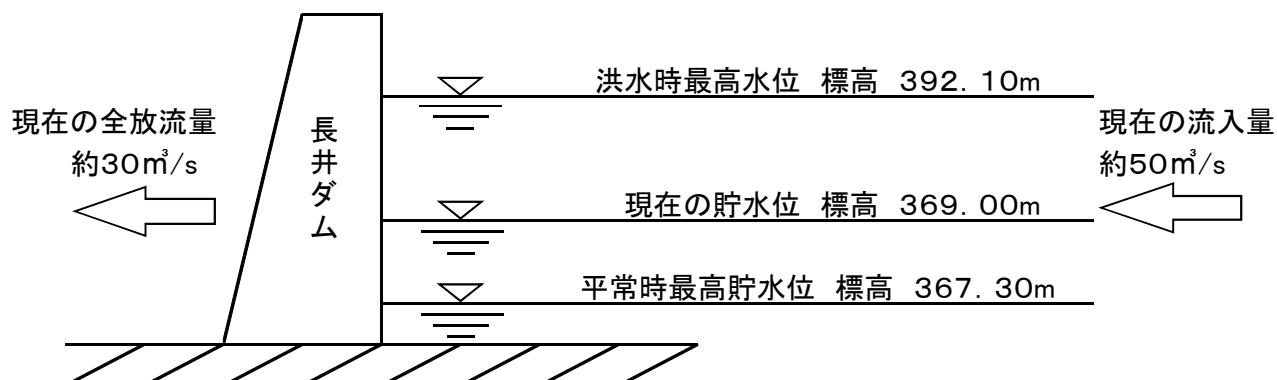 洪水時最高水位 標高 392.10m
現在の全放流量
約30㎥/s
長井ダム
現在の流入量
約50㎥/s
現在の貯水位 標高 369.00m
平常時最高貯水位 標高 367.30m